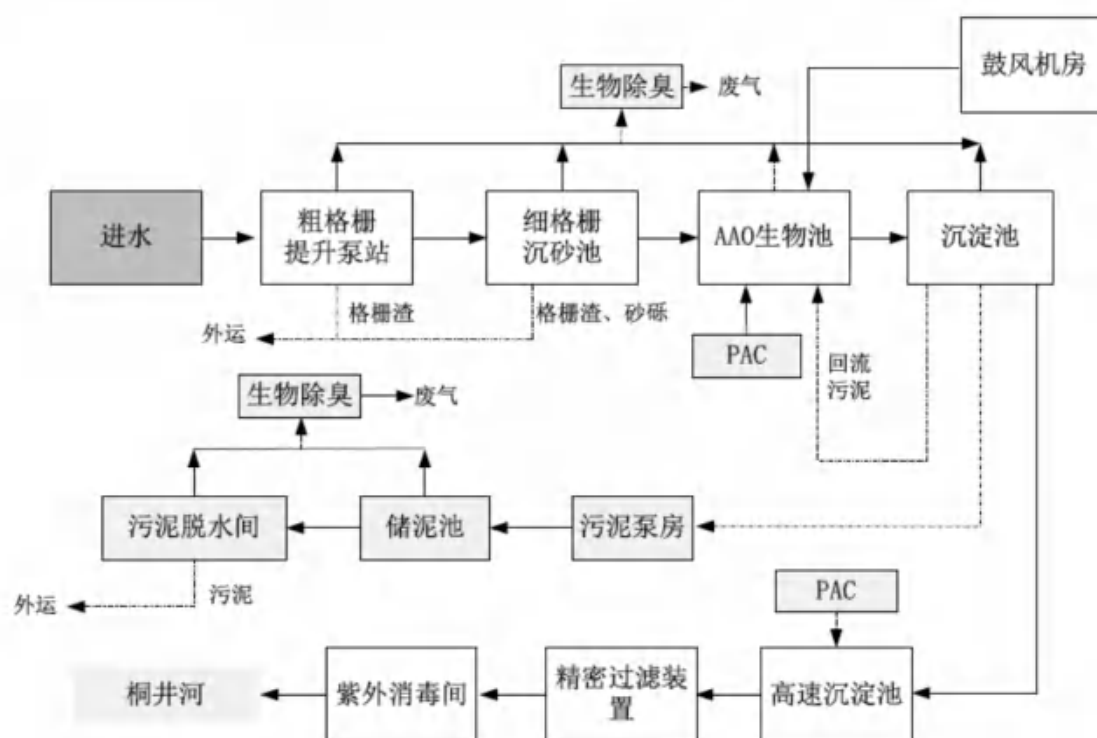 鼓风机房
生物除臭
废气
进水
粗格栅
提升泵站
细格栅
沉砂池
AAO生物池
沉淀池
格栅渣
格栅渣、砂砾
外运
PAC
回流
污泥
生物除臭
废气
污泥脱水间
储泥池
污泥泵房
污泥
外运
PAC
桐井河
紫外消毒间
精密过滤装
置
高速沉淀池